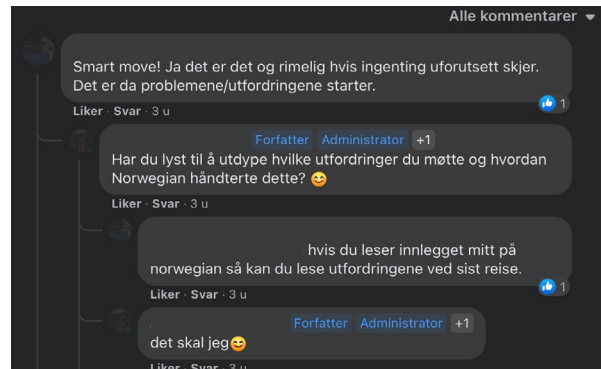 Alle kommentarer
Smart move! Ja det er det og rimelig hvis ingenting uforutsett skjer.
Det er da problemene/utfordringene starter.
Liker · Svar · 3 u
1
Forfatter Administrator +1
Har du lyst til å utdype hvilke utfordringer du møtte og hvordan
Norwegian håndterte dette? 😊
Liker · Svar · 3 u
hvis du leser innlegget mitt på
norwegian så kan du lese utfordringene ved sist reise.
Liker · Svar · 3 u
1
Forfatter Administrator +1
det skal jeg😊
Liker · Svar · 3 u